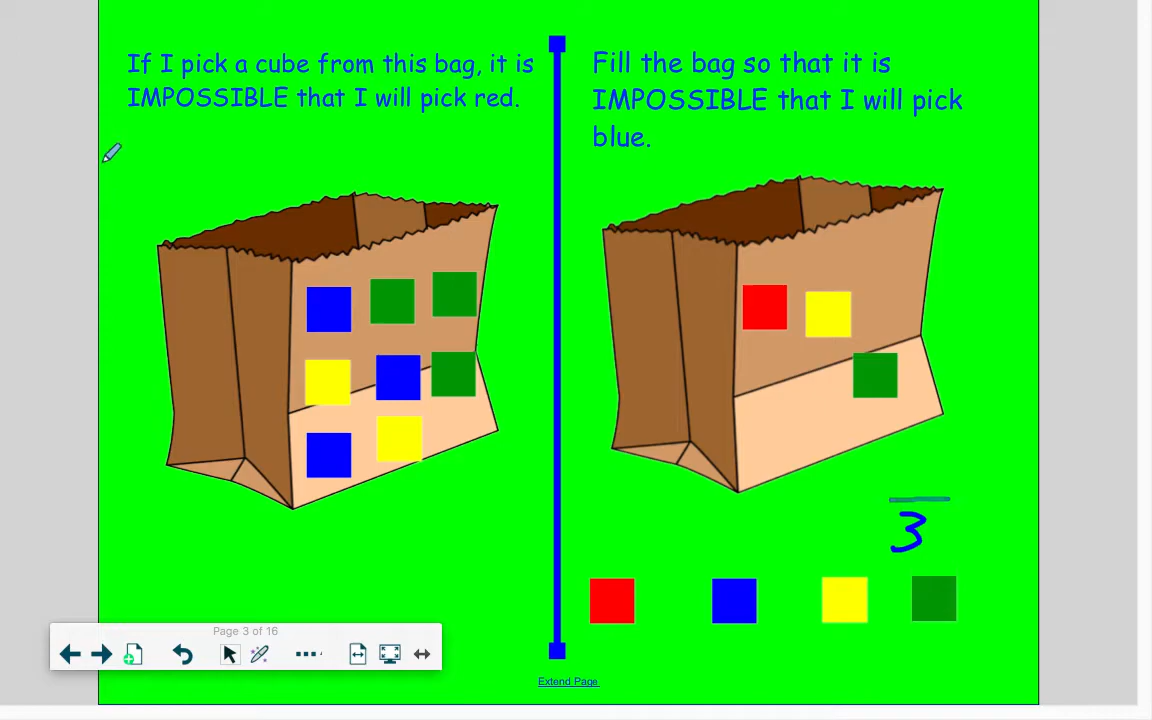 If I pick a cube from this bag, it is
IMPOSSIBLE that I will pick red.
Fill the bag so that it is
IMPOSSIBLE that I will pick
blue.
3
Page 3 of 16
Extend Page